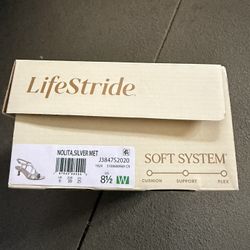 LifeStride
NOLITA,SILVER MET
J3847S2020
8½
W
SOFT SYSTEM
CUSHION SUPPORT FLEX